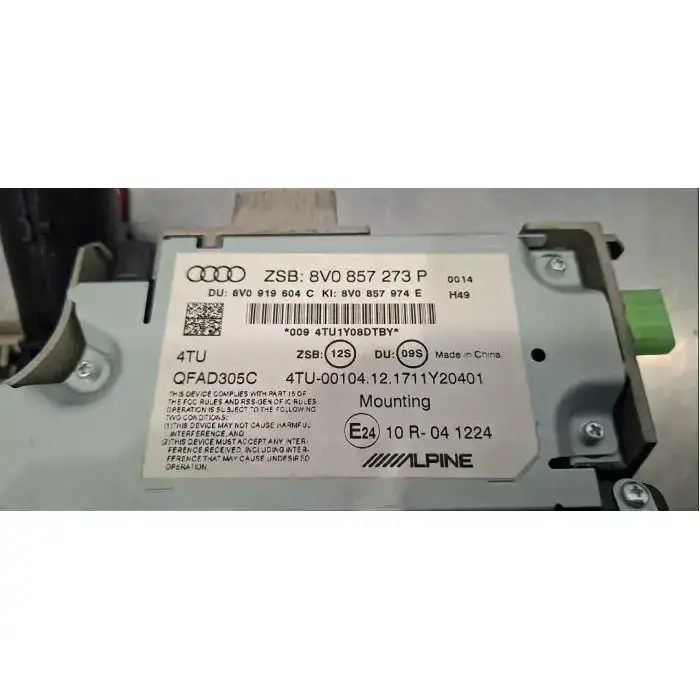 ZSB: 8V0 857 273 P 0014
DU: 8V0 919 604 C KI: 8V0 857 974 E H49
*009 4TU1Y08DTBY*
4TU ZSB: 12S DU: 09S Made in China
QFAD305C 4TU-00104.12.1711Y20401
THIS DEVICE COMPLIES WITH PART 15 OF
THE FCC RULES AND RSS-GEN OF IC RULES.
OPERATION IS SUBJECT TO THE FOLLOWING
TWO CONDITIONS:
(1)THIS DEVICE MAY NOT CAUSE HARMFUL
INTERFERENCE, AND
(2)THIS DEVICE MUST ACCEPT ANY INTER-
FERENCE RECEIVED, INCLUDING INTER-
FERENCE THAT MAY CAUSE UNDESIRED
OPERATION.
Mounting
E24 10 R- 04 1224
ALPINE